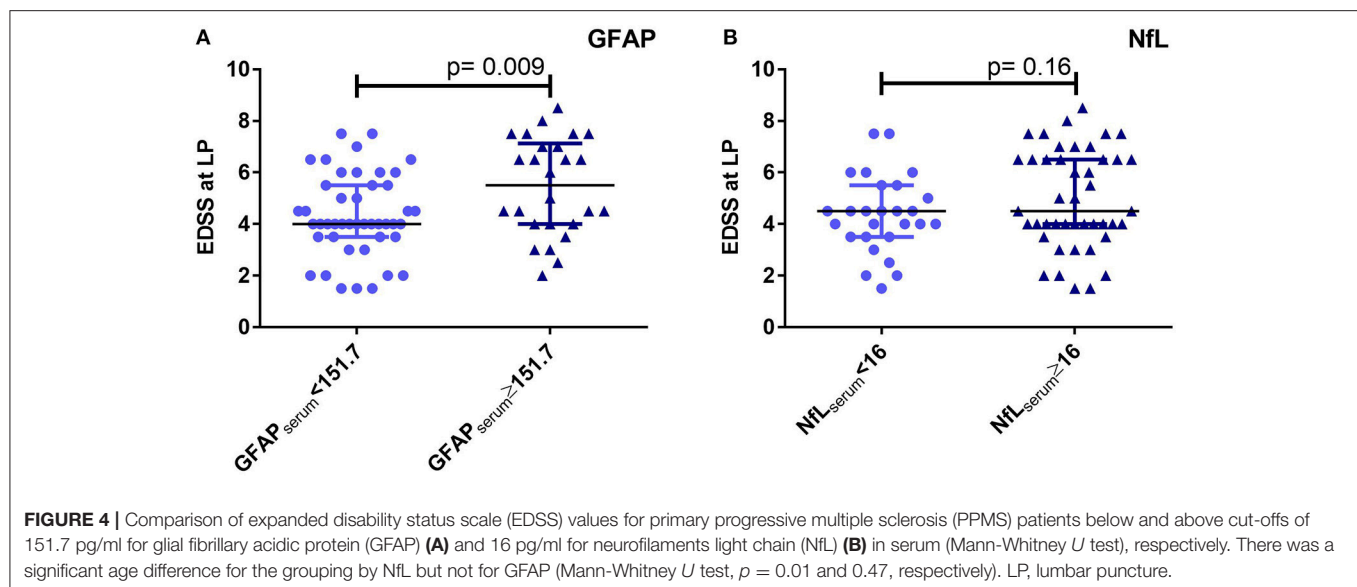 A
GFAP
p= 0.009
10
8
6
4
2
0
EDSS at LP
GFAPserum<151.7
GFAPserum≥151.7
B
NfL
p= 0.16
10
8
6
4
2
0
EDSS at LP
NfLserum<16
NfLserum≥16
FIGURE 4 | Comparison of expanded disability status scale (EDSS) values for primary progressive multiple sclerosis (PPMS) patients below and above cut-offs of
151.7 pg/ml for glial fibrillary acidic protein (GFAP) (A) and 16 pg/ml for neurofilaments light chain (NfL) (B) in serum (Mann-Whitney U test), respectively. There was a
significant age difference for the grouping by NfL but not for GFAP (Mann-Whitney U test, p = 0.01 and 0.47, respectively). LP, lumbar puncture.